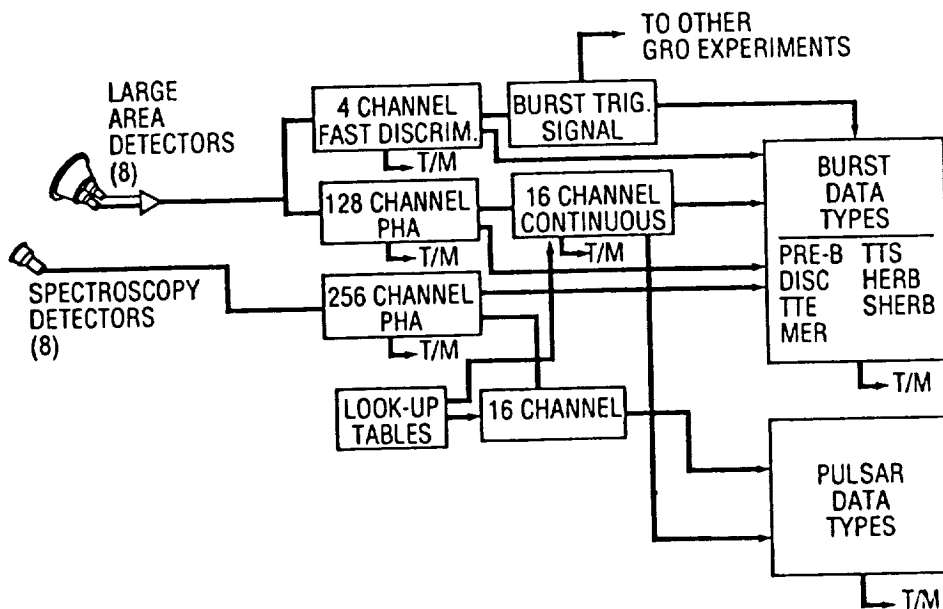 TO OTHER
GRO EXPERIMENTS
LARGE
AREA
DETECTORS
(8)
4 CHANNEL
FAST DISCRIM.
T/M
BURST TRIG.
SIGNAL
128 CHANNEL
PHA
T/M
16 CHANNEL
CONTINUOUS
T/M
SPECTROSCOPY
DETECTORS
(8)
256 CHANNEL
PHA
T/M
LOOK-UP
TABLES
16 CHANNEL
BURST
DATA
TYPES
PRE-B TTS
DISC HERB
TTE SHERB
MER
T/M
PULSAR
DATA
TYPES
T/M